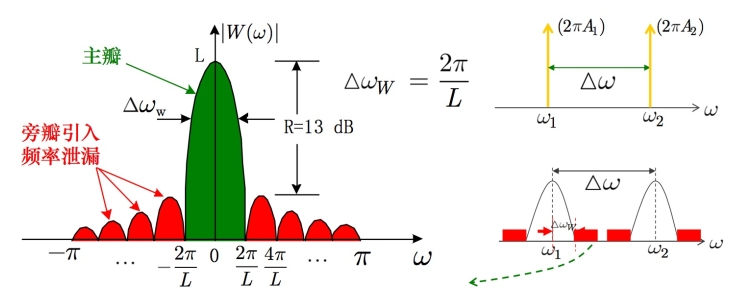 |W(ω)|
L
主瓣
Δω_w
R=13 dB
旁瓣引入
频率泄漏
-π
...
-2π/L
0
2π/L
4π/L
...
π
ω
Δω_W = 2π/L
(2πA₁)
(2πA₂)
Δω
ω₁
ω₂
ω
Δω
Δω_W
ω₁
ω₂
ω